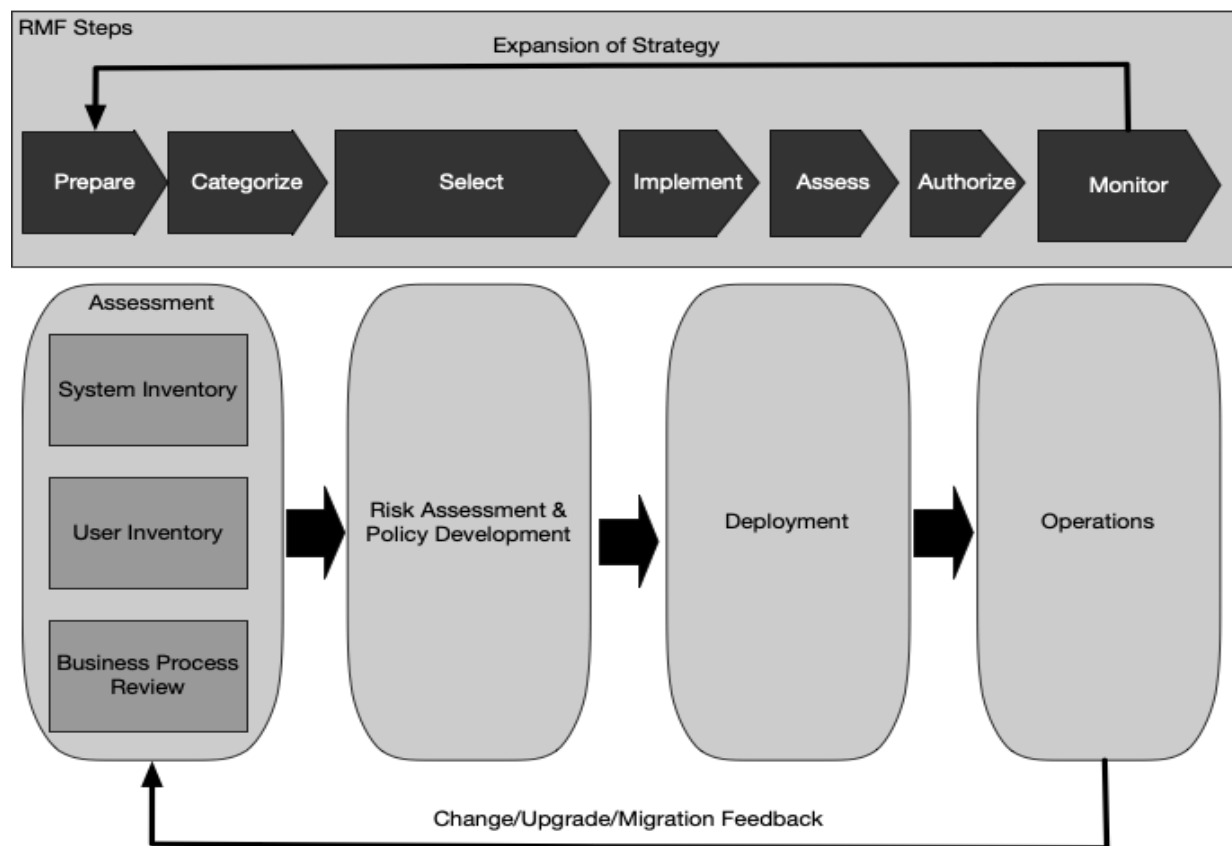 RMF Steps
Expansion of Strategy
Prepare
Categorize
Select
Implement
Assess
Authorize
Monitor
Assessment
System Inventory
User Inventory
Business Process
Review
Risk Assessment &
Policy Development
Deployment
Operations
Change/Upgrade/Migration Feedback